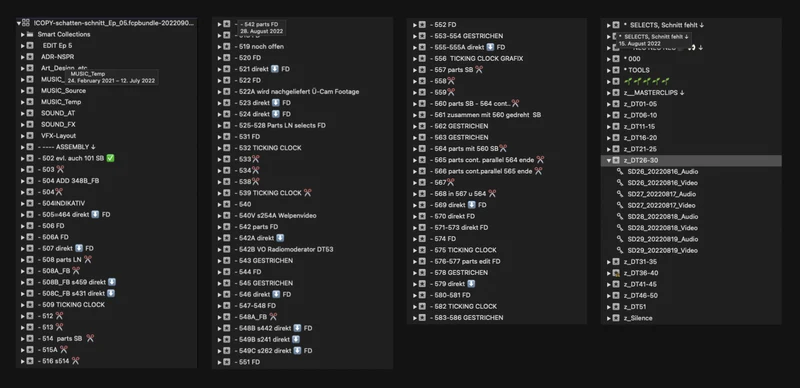 !COPY-schatten-schnitt_Ep_05.fcpbundle-2022090...
Smart Collections
EDIT Ep 5
ADR-NSPR
Art_Design, etc
MUSIC_
MUSIC_Temp
24. Februar 2021 – 12. July 2022
MUSIC_Source
MUSIC_Temp
SOUND_AT
SOUND_FX
VFX-Layout
- ---- ASSEMBLY ↓
- 502 evl. auch 101 SB ✅
- 503 ✂️
- 504 ADD 348B_FB
- 504✂️
- 504INDIKATIV
- 505=464 direkt ⬇️ FD
- 506 FD
- 506A FD
- 507 direkt ⬇️ FD
- 508 parts LN ✂️
- 508A_FB ✂️
- 508B_FB s459 direkt ⬇️
- 508C_FB s431 direkt ⬇️
- 509 TICKING CLOCK
- 512 ✂️
- 513 ✂️
- 514 parts SB ✂️
- 515A ✂️
- 516 s514 ✂️
- 542 parts FD
26. August 2022
- 519 noch offen
- 520 FD
- 521 direkt ⬇️ FD
- 522 FD
- 522A wird nachgeliefert Ü-Cam Footage
- 523 direkt ⬇️ FD
- 524 direkt ⬇️ FD
- 525-528 Parts LN selects FD
- 531 FD
- 532 TICKING CLOCK
- 533✂️
- 534✂️
- 538✂️
- 539 TICKING CLOCK ✂️
- 540
- 540V s254A Welpenvideo
- 542 parts FD
- 542A direkt ⬇️
- 542B VO Radiomoderator DT53
- 543 GESTRICHEN
- 544 FD
- 545 GESTRICHEN
- 546 direkt ⬇️ FD
- 547-548 FD
- 548A_FB ✂️
- 548B s442 direkt ⬇️ FD
- 549B s241 direkt ⬇️
- 549C s262 direkt ⬇️ FD
- 551 FD
- 552 FD
- 553-554 GESTRICHEN
- 555-555A direkt ⬇️ FD
- 556 TICKING CLOCK GRAFIX
- 557 parts SB ✂️
- 558✂️
- 559✂️
- 560 parts SB - 564 cont..✂️
- 561 zusammen mit 560 gedreht SB
- 562 GESTRICHEN
- 563 GESTRICHEN
- 564 parts mit 560 SB✂️
- 565 parts cont. parallel 564 ende ✂️
- 566 parts cont.parallel 565 ende ✂️
- 567✂️
- 568 in 567 u 564 ✂️
- 569 direkt ⬇️ FD
- 570 direkt FD
- 571-573 direkt FD
- 574 FD
- 575 TICKING CLOCK
- 576-577 parts edit FD
- 578 GESTRICHEN
- 579 direkt ⬇️
- 580-581 FD
- 582 TICKING CLOCK
- 583-586 GESTRICHEN
* SELECTS, Schnitt fehlt ↓
* SELECTS, Schnitt fehlt ↓
15. August 2022
* 000
* TOOLS
🌱🌱🌱🌱🌱
z__MASTERCLIPS ↓
z_DT01-05
z_DT06-10
z_DT11-15
z_DT16-20
z_DT21-25
z_DT26-30
SD26_20220816_Audio
SD26_20220816_Video
SD27_20220817_Audio
SD27_20220817_Video
SD28_20220818_Audio
SD28_20220818_Video
SD29_20220819_Audio
SD29_20220819_Video
z_DT31-35
z_DT36-40
z_DT41-45
z_DT46-50
z_DT51
z_Silence